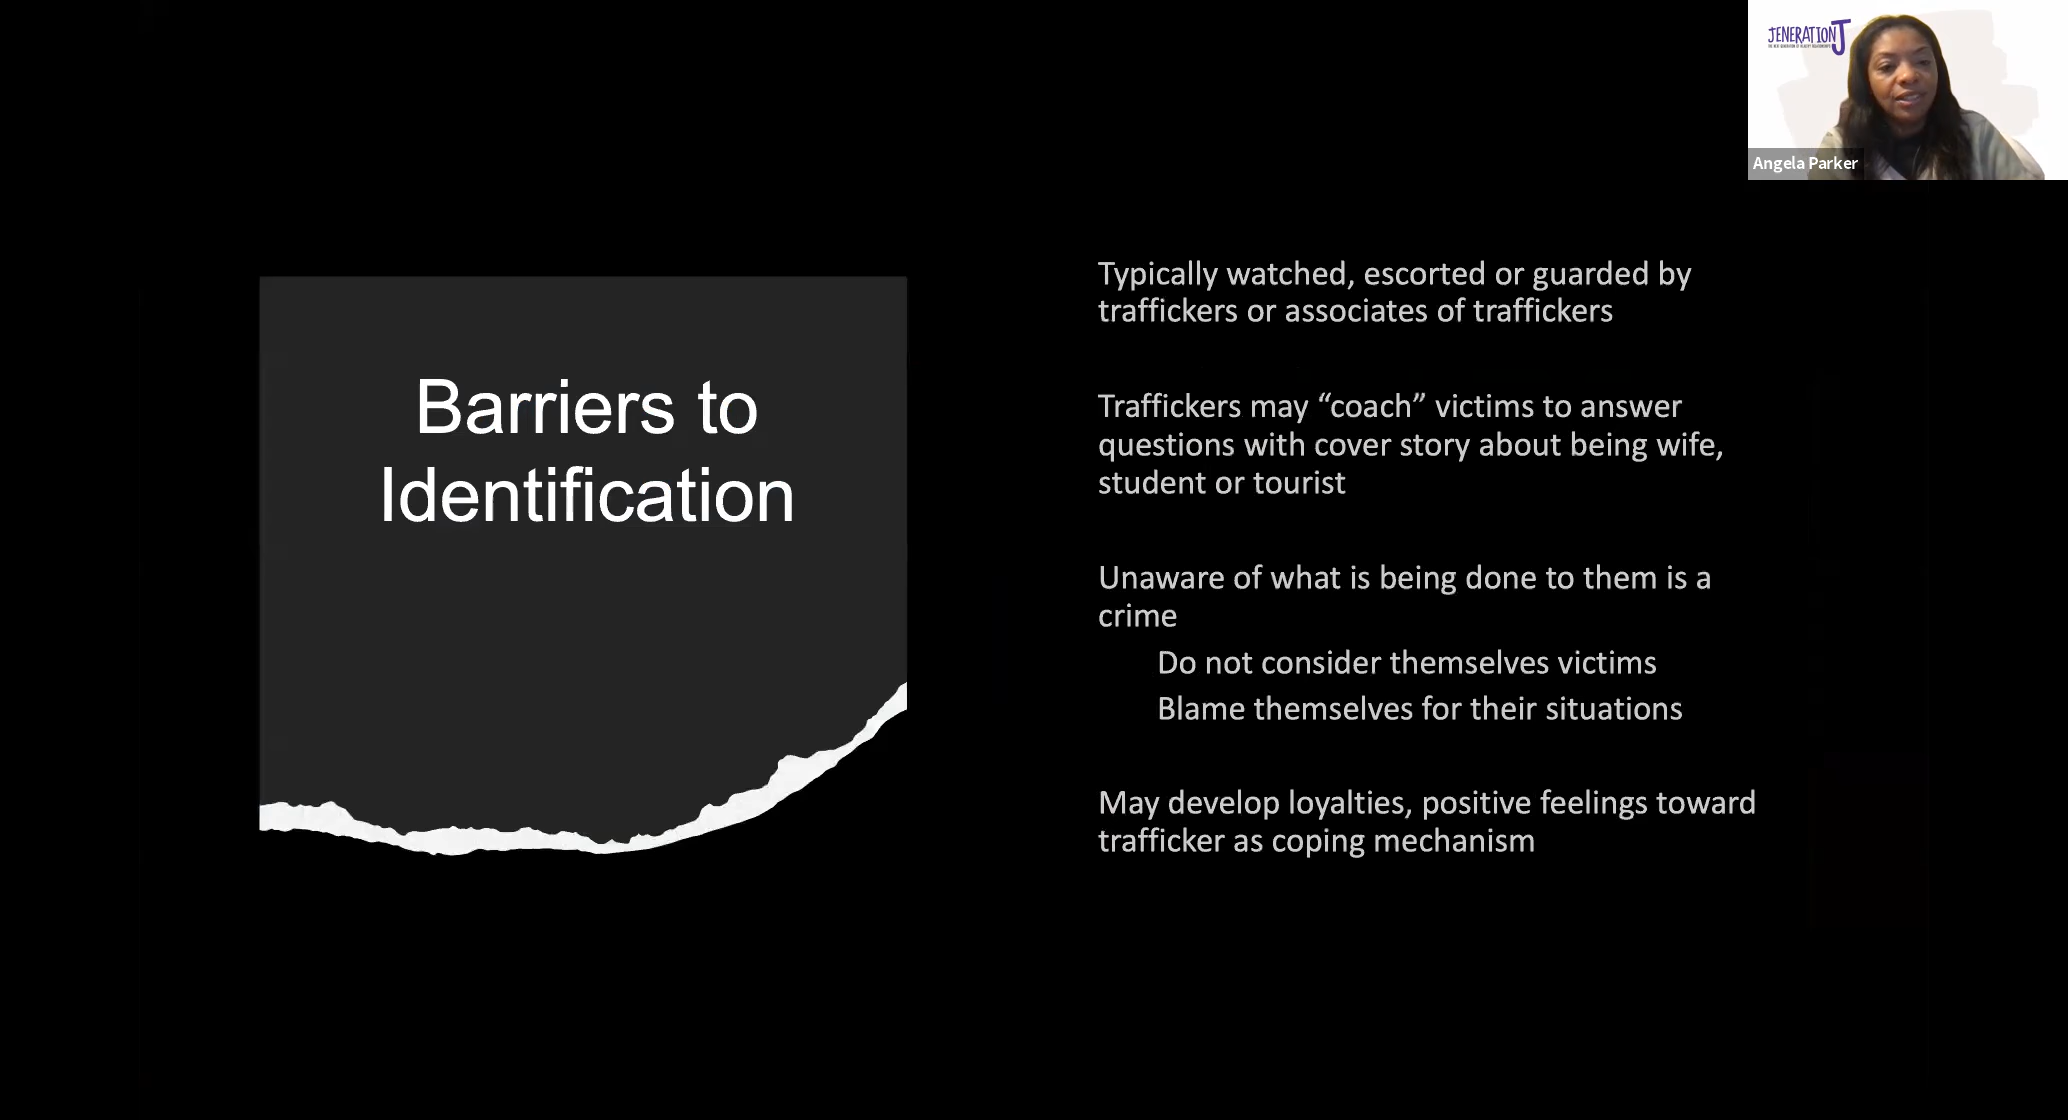 JENERATIONJ
Angela Parker
Barriers to
Identification
Typically watched, escorted or guarded by
traffickers or associates of traffickers
Traffickers may “coach” victims to answer
questions with cover story about being wife,
student or tourist
Unaware of what is being done to them is a
crime
Do not consider themselves victims
Blame themselves for their situations
May develop loyalties, positive feelings toward
trafficker as coping mechanism